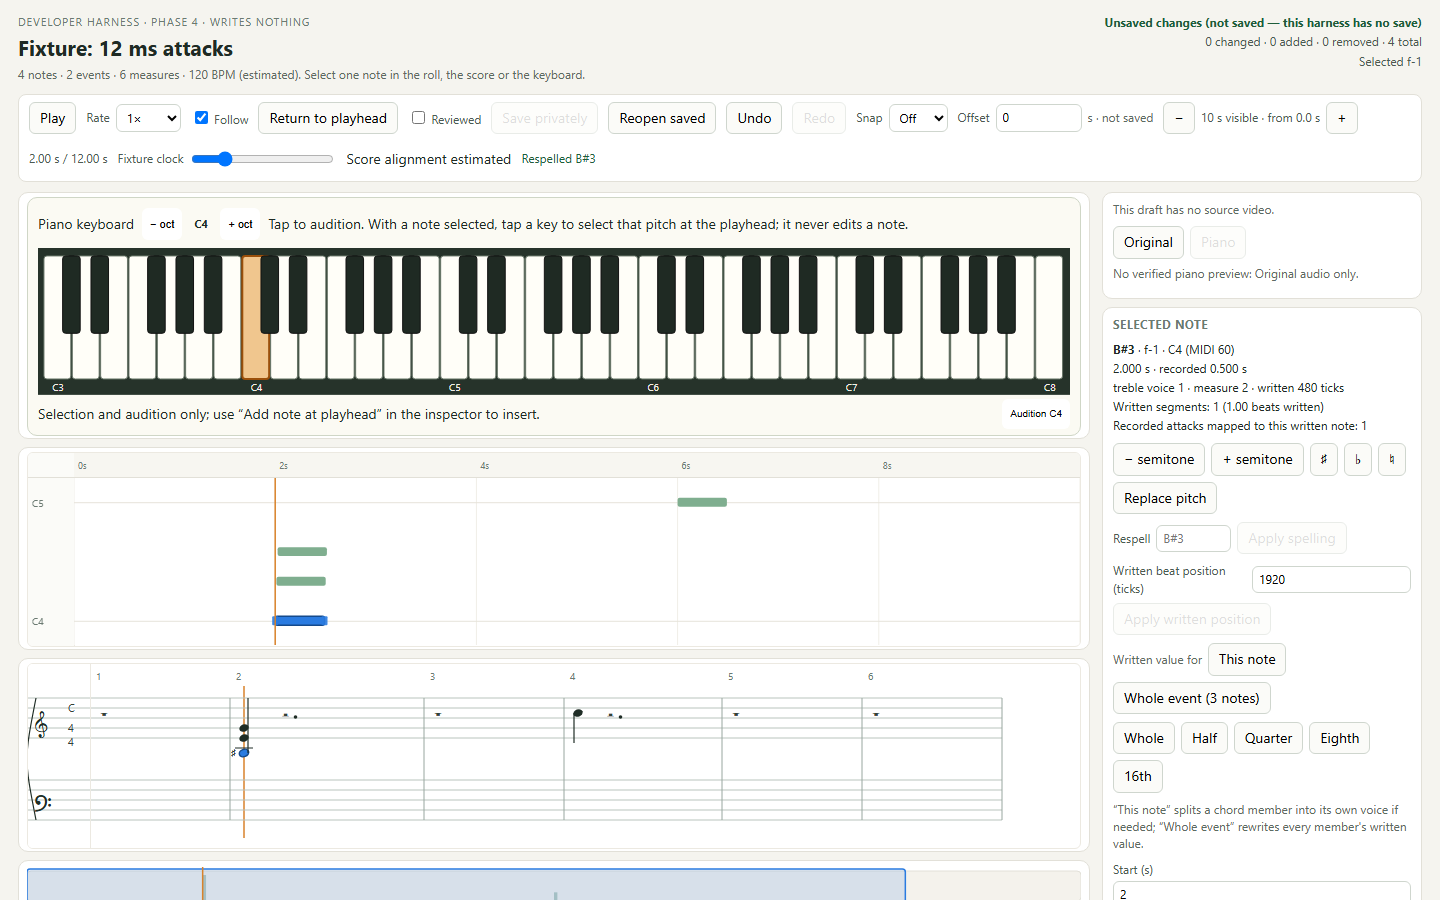 DEVELOPER HARNESS · PHASE 4 · WRITES NOTHING
Fixture: 12 ms attacks
4 notes · 2 events · 6 measures · 120 BPM (estimated). Select one note in the roll, the score or the keyboard.
Unsaved changes (not saved — this harness has no save)
0 changed · 0 added · 0 removed · 4 total
Selected f-1
Play Rate 1× Follow Return to playhead Reviewed Save privately Reopen saved Undo Redo Snap Off Offset 0 s · not saved − 10 s visible · from 0.0 s +
2.00 s / 12.00 s Fixture clock Score alignment estimated Respelled B#3
Piano keyboard − oct C4 + oct Tap to audition. With a note selected, tap a key to select that pitch at the playhead; it never edits a note.
C3 C4 C5 C6 C7 C8
Selection and audition only; use “Add note at playhead” in the inspector to insert. Audition C4
0s 2s 4s 6s 8s
C5
C4
1 2 3 4 5 6
C
4
4
This draft has no source video.
Original Piano
No verified piano preview: Original audio only.
SELECTED NOTE
B#3 · f-1 · C4 (MIDI 60)
2.000 s · recorded 0.500 s
treble voice 1 · measure 2 · written 480 ticks
Written segments: 1 (1.00 beats written)
Recorded attacks mapped to this written note: 1
− semitone + semitone ♯ ♭ ♮
Replace pitch
Respell B#3 Apply spelling
Written beat position
(ticks) 1920
Apply written position
Written value for This note
Whole event (3 notes)
Whole Half Quarter Eighth
16th
“This note” splits a chord member into its own voice if
needed; “Whole event” rewrites every member's written
value.
Start (s)
2